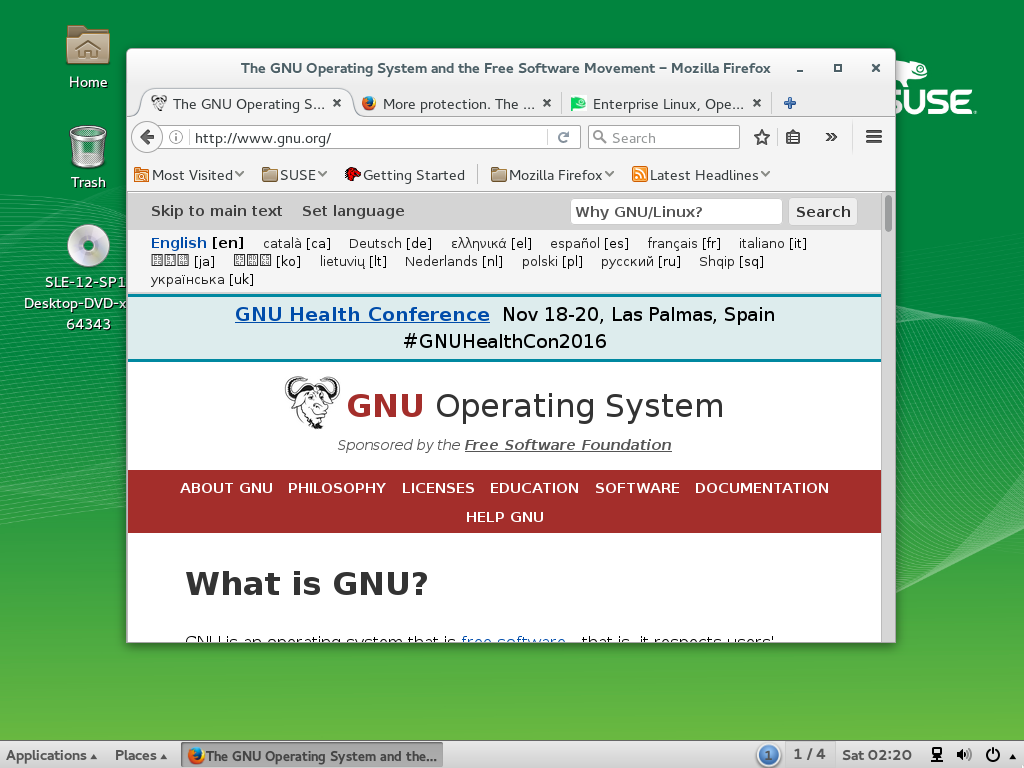 The GNU Operating System and the Free Software Movement – Mozilla Firefox
Home
The GNU Operating S...
More protection. The ...
Enterprise Linux, Ope...
SUSE
http://www.gnu.org/
Search
Trash
Most Visited
SUSE
Getting Started
Mozilla Firefox
Latest Headlines
Skip to main text
Set language
Why GNU/Linux?
Search
English [en] català [ca] Deutsch [de] ελληνικά [el] español [es] français [fr] italiano [it]
[ja] [ko] lietuvių [lt] Nederlands [nl] polski [pl] русский [ru] Shqip [sq]
українська [uk]
SLE-12-SP1
Desktop-DVD-x
64343
GNU Health Conference Nov 18-20, Las Palmas, Spain
#GNUHealthCon2016
GNU Operating System
Sponsored by the Free Software Foundation
ABOUT GNU PHILOSOPHY LICENSES EDUCATION SOFTWARE DOCUMENTATION
HELP GNU
What is GNU?
GNU is an operating system that is free software—that is, it respects users'
Applications
Places
The GNU Operating System and the...
1
1 / 4
Sat 02:20